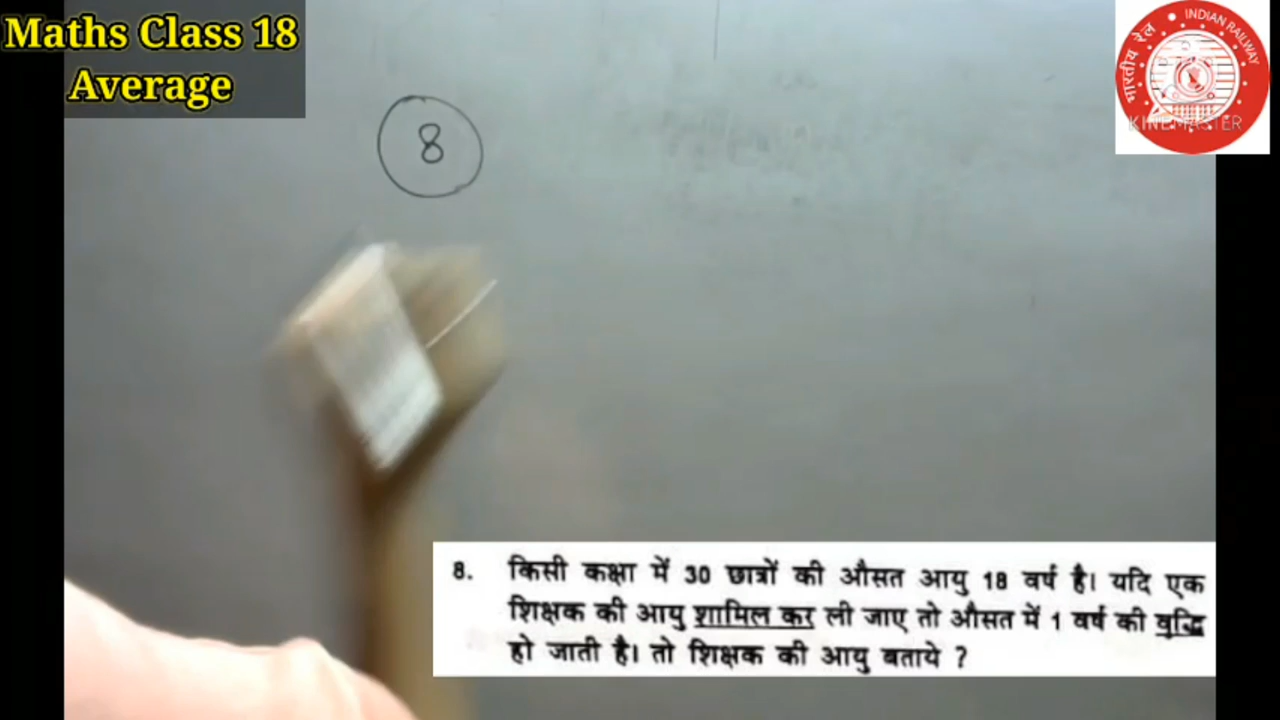 Maths Class 18
Average
भारतीय रेल INDIAN RAILWAY
KINEMASTER
8
8. किसी कक्षा में 30 छात्रों की औसत आयु 18 वर्ष है। यदि एक
शिक्षक की आयु शामिल कर ली जाए तो औसत में 1 वर्ष की वृद्धि
हो जाती है। तो शिक्षक की आयु बताये ?